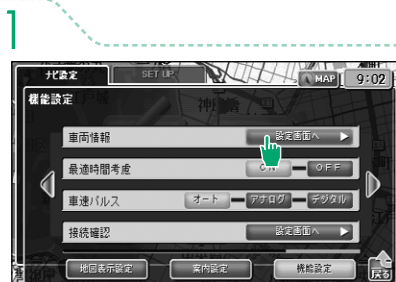 1
ナビ設定 SET UP MAP 9:02
機能設定
車両情報 設定画面へ
最適時間考慮 ON OFF
車速パルス オート アナログ デジタル
接続確認 設定画面へ
地図表示設定 案内設定 機能設定 戻る